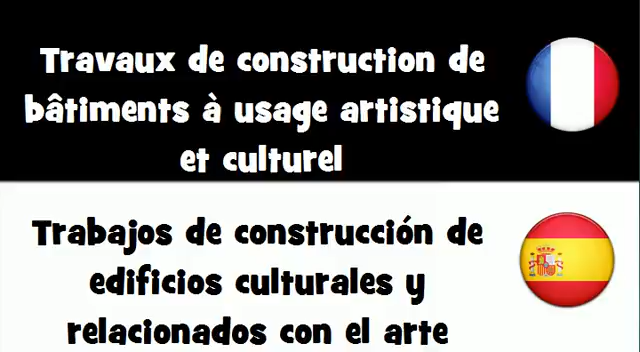 Travaux de construction de
bâtiments à usage artistique
et culturel
Trabajos de construcción de
edificios culturales y
relacionados con el arte